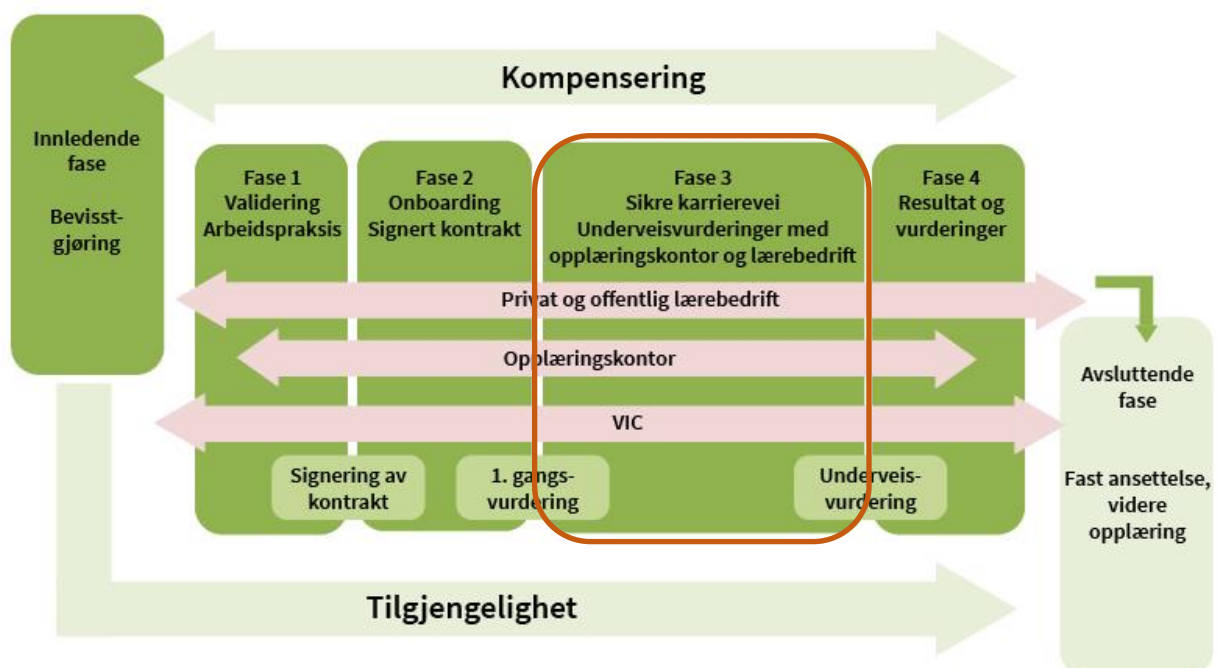 Kompensering
Innledende
fase
Bevisst-
gjøring
Fase 1
Validering
Arbeidspraksis
Fase 2
Onboarding
Signert kontrakt
Fase 3
Sikre karrierevei
Underveisvurderinger med
opplæringskontor og lærebedrift
Fase 4
Resultat og
vurderinger
Privat og offentlig lærebedrift
Opplæringskontor
VIC
Signering av
kontrakt
1. gangs-
vurdering
Underveis-
vurdering
Avsluttende
fase
Fast ansettelse,
videre
opplæring
Tilgjengelighet